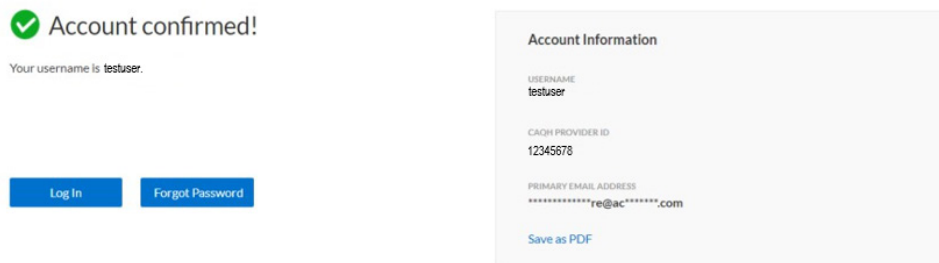 Account confirmed!
Your username is testuser.
Log In
Forgot Password
Account Information
USERNAME
testuser
CAQH PROVIDER ID
12345678
PRIMARY EMAIL ADDRESS
*************re@ac*******.com
Save as PDF